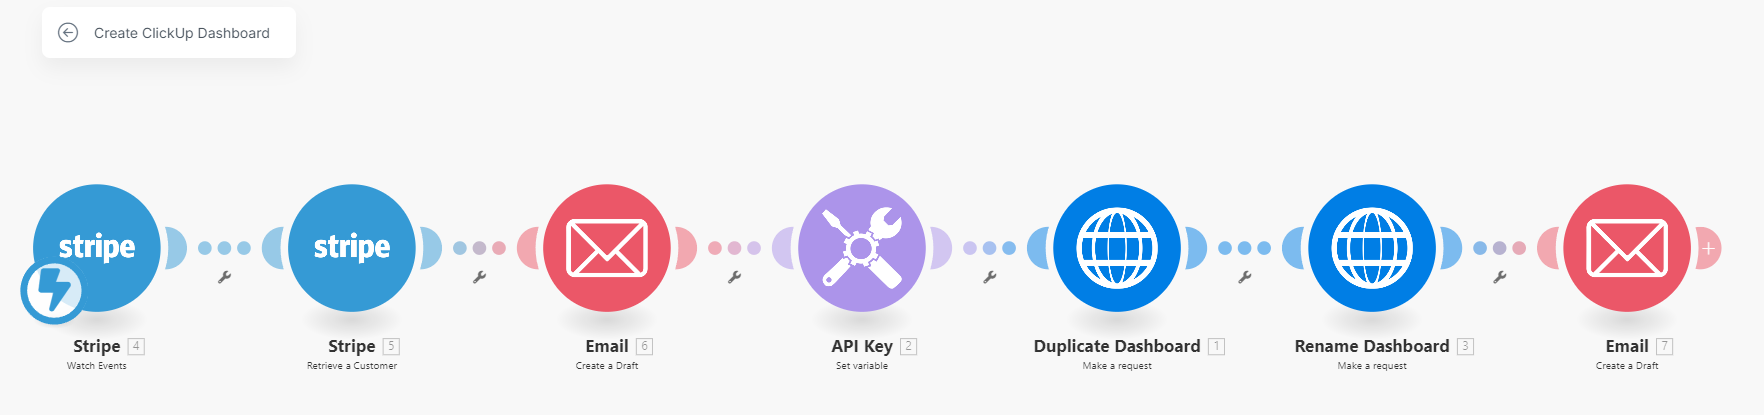 Create ClickUp Dashboard
stripe
stripe
Stripe 4
Watch Events
Stripe 5
Retrieve a Customer
Email 6
Create a Draft
API Key 2
Set variable
Duplicate Dashboard 1
Make a request
Rename Dashboard 3
Make a request
Email 7
Create a Draft